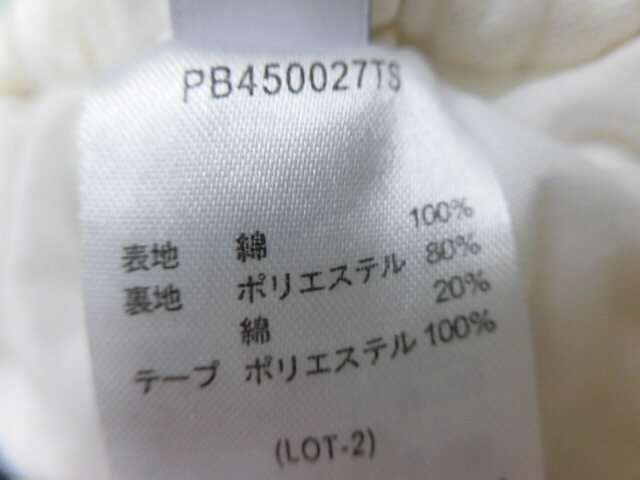 PB450027TS
表地 綿 100%
裏地 ポリエステル 80%
綿 20%
テープ ポリエステル 100%
(LOT-2)